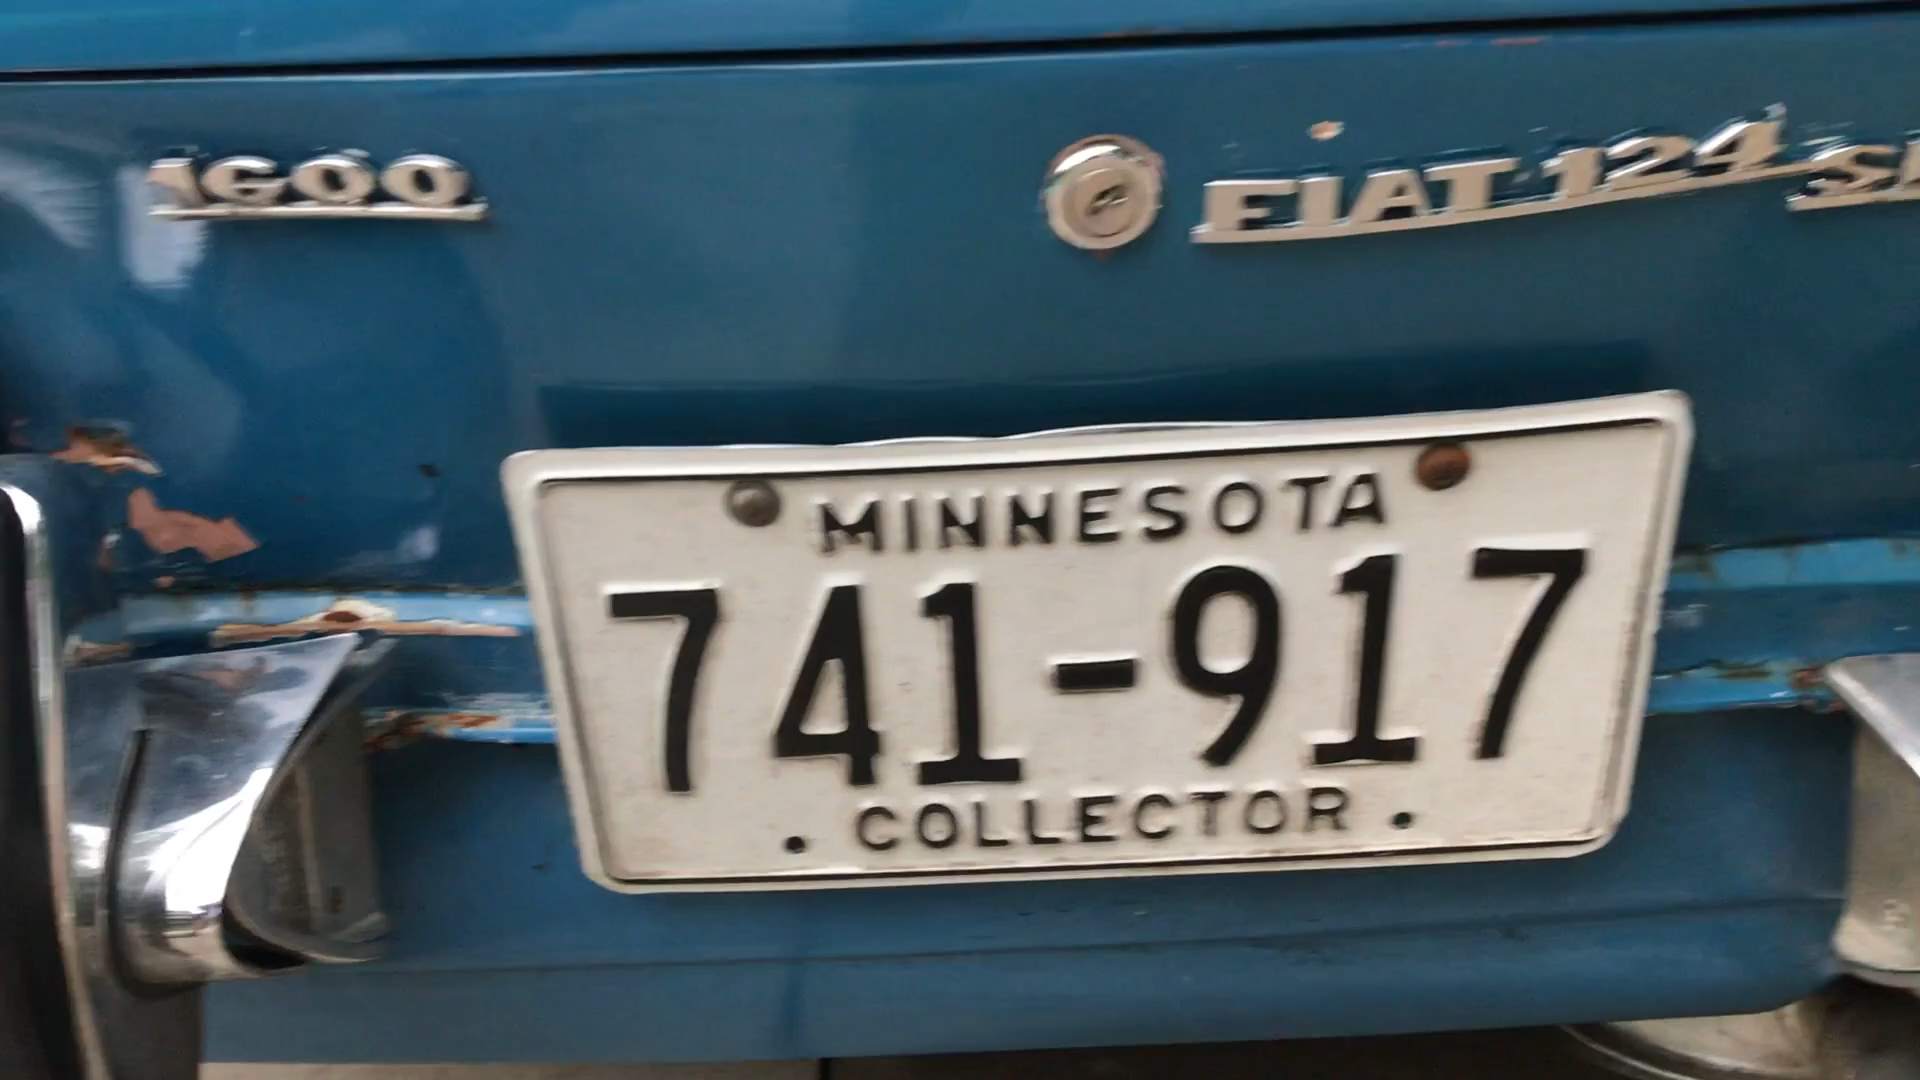 1600
FIAT 124
MINNESOTA
741-917
• COLLECTOR •